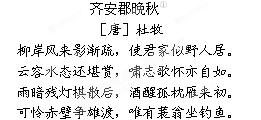 齐安郡晚秋①
［唐］杜牧
柳岸风来影渐疏，使君家似野人居。
云容水态还堪赏，啸志歌怀亦自如。
雨暗残灯棋散后，酒醒孤枕雁来初。
可怜赤壁争雄渡，唯有蓑翁坐钓鱼。